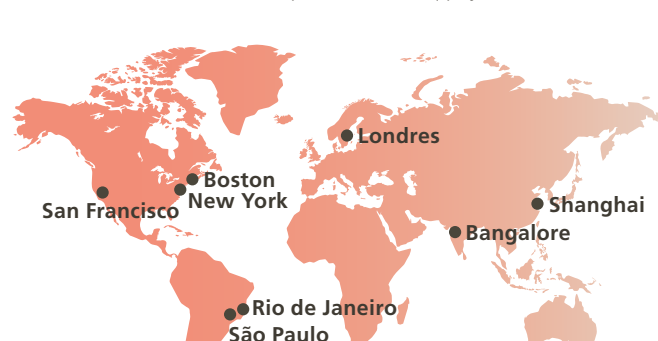 Londres
Boston
New York
San Francisco
Shanghai
Bangalore
Rio de Janeiro
São Paulo